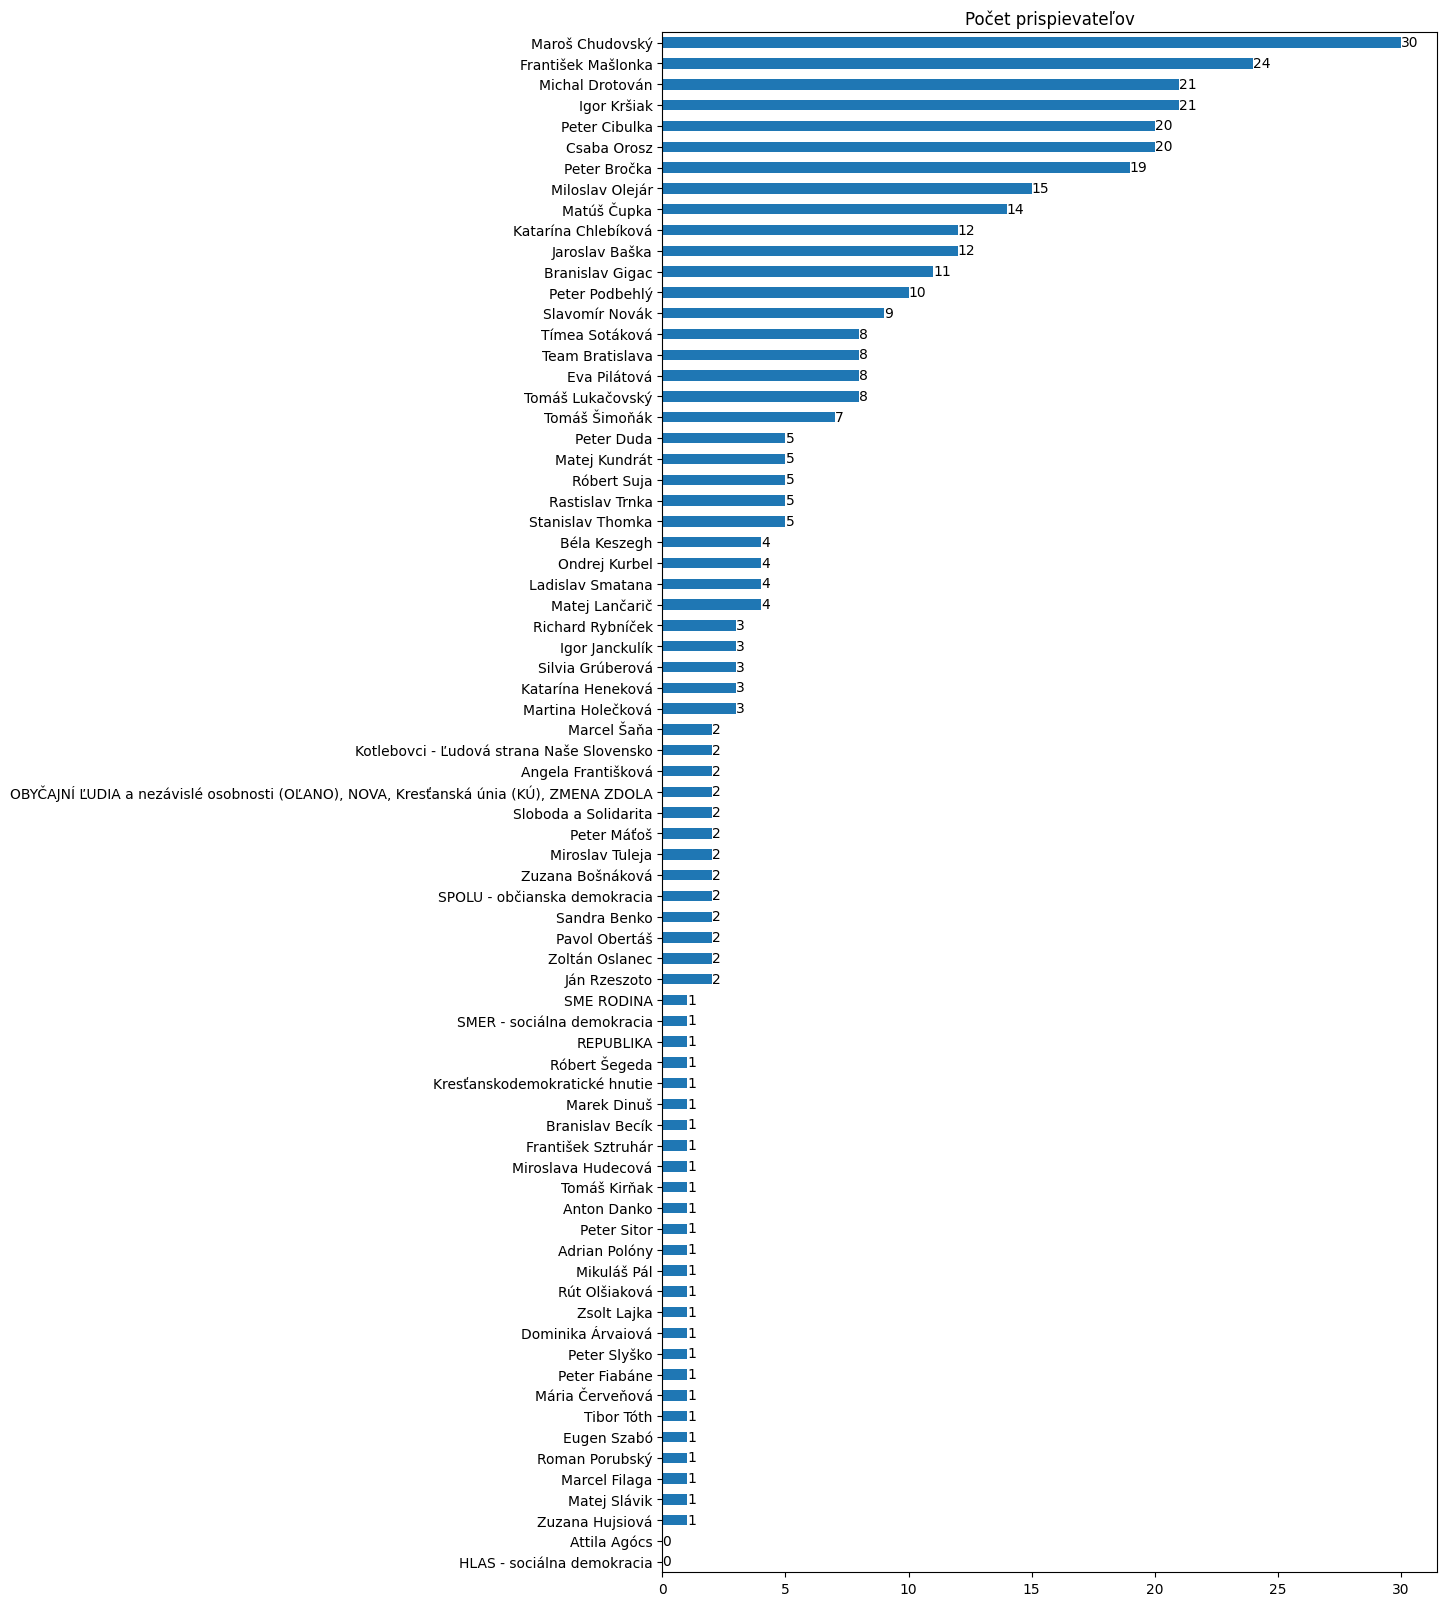 Počet prispievateľov
Maroš Chudovský 30
František Mašlonka 24
Michal Drotován 21
Igor Kršiak 21
Peter Cibulka 20
Csaba Orosz 20
Peter Bročka 19
Miloslav Olejár 15
Matúš Čupka 14
Katarína Chlebíková 12
Jaroslav Baška 12
Branislav Gigac 11
Peter Podbehlý 10
Slavomír Novák 9
Tímea Sotáková 8
Team Bratislava 8
Eva Pilátová 8
Tomáš Lukačovský 8
Tomáš Šimoňák 7
Peter Duda 5
Matej Kundrát 5
Róbert Suja 5
Rastislav Trnka 5
Stanislav Thomka 5
Béla Keszegh 4
Ondrej Kurbel 4
Ladislav Smatana 4
Matej Lančarič 4
Richard Rybníček 3
Igor Janckulík 3
Silvia Grúberová 3
Katarína Heneková 3
Martina Holečková 3
Marcel Šaňa 2
Kotlebovci - Ľudová strana Naše Slovensko 2
Angela Františková 2
OBYČAJNÍ ĽUDIA a nezávislé osobnosti (OĽANO), NOVA, Kresťanská únia (KÚ), ZMENA ZDOLA 2
Sloboda a Solidarita 2
Peter Máťoš 2
Miroslav Tuleja 2
Zuzana Bošnáková 2
SPOLU - občianska demokracia 2
Sandra Benko 2
Pavol Obertáš 2
Zoltán Oslanec 2
Ján Rzeszoto 2
SME RODINA 1
SMER - sociálna demokracia 1
REPUBLIKA 1
Róbert Šegeda 1
Kresťanskodemokratické hnutie 1
Marek Dinuš 1
Branislav Becík 1
František Sztruhár 1
Miroslava Hudecová 1
Tomáš Kirňak 1
Anton Danko 1
Peter Sitor 1
Adrian Polóny 1
Mikuláš Pál 1
Rút Olšiaková 1
Zsolt Lajka 1
Dominika Árvaiová 1
Peter Slyško 1
Peter Fiabáne 1
Mária Červeňová 1
Tibor Tóth 1
Eugen Szabó 1
Roman Porubský 1
Marcel Filaga 1
Matej Slávik 1
Zuzana Hujsiová 1
Attila Agócs 0
HLAS - sociálna demokracia 0
0 5 10 15 20 25 30